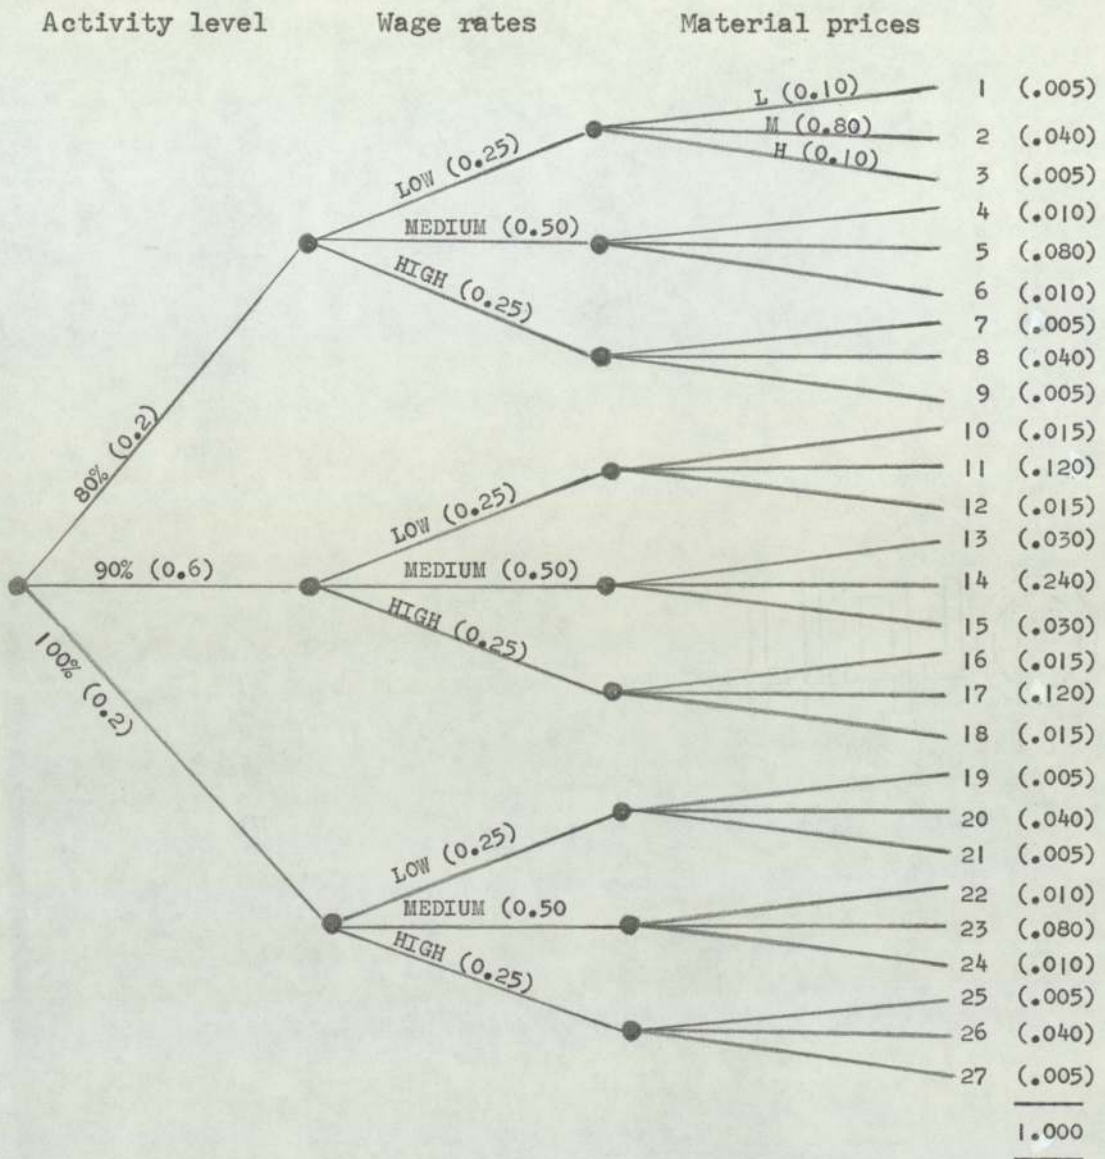 Activity level Wage rates Material prices
L (0.10) 1 (.005)
M (0.80) 2 (.040)
H (0.10) 3 (.005)
LOW (0.25)
4 (.010)
MEDIUM (0.50) 5 (.080)
6 (.010)
HIGH (0.25)
7 (.005)
8 (.040)
9 (.005)
80% (0.2)
10 (.015)
11 (.120)
12 (.015)
LOW (0.25)
13 (.030)
90% (0.6) MEDIUM (0.50) 14 (.240)
15 (.030)
HIGH (0.25)
16 (.015)
17 (.120)
18 (.015)
100% (0.2)
19 (.005)
20 (.040)
21 (.005)
LOW (0.25)
22 (.010)
MEDIUM (0.50 23 (.080)
24 (.010)
HIGH (0.25)
25 (.005)
26 (.040)
27 (.005)
1.000